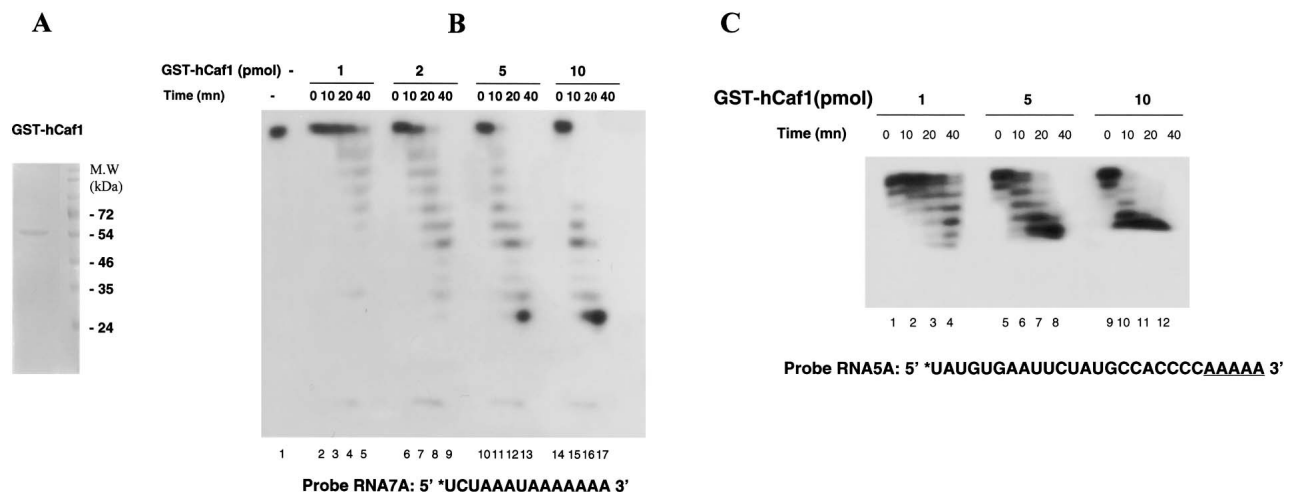 A
B
C
GST-hCaf1
M.W
(kDa)
- 72
- 54
- 46
- 35
- 24
GST-hCaf1 (pmol) - 1 2 5 10
Time (mn) - 0 10 20 40 0 10 20 40 0 10 20 40 0 10 20 40
1 2 3 4 5 6 7 8 9 10 11 12 13 14 15 16 17
Probe RNA7A: 5’ *UCUAAAUAAAAAAA 3’
GST-hCaf1(pmol) 1 5 10
Time (mn) 0 10 20 40 0 10 20 40 0 10 20 40
1 2 3 4 5 6 7 8 9 10 11 12
Probe RNA5A: 5’ *UAUGUGAAUUCUAUGCCACCCCAAAAA 3’